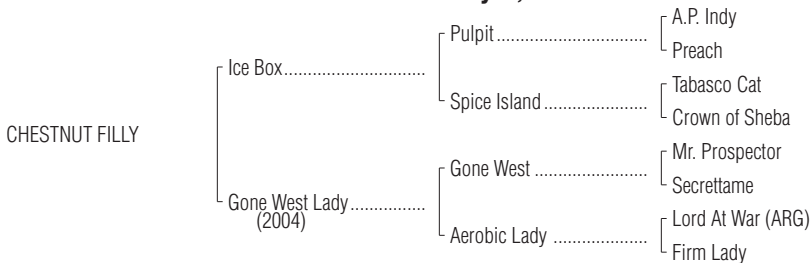 A.P. Indy
Pulpit
Preach
Ice Box
Tabasco Cat
Spice Island
Crown of Sheba
CHESTNUT FILLY
Mr. Prospector
Gone West
Secrettame
Gone West Lady
(2004)
Lord At War (ARG)
Aerobic Lady
Firm Lady